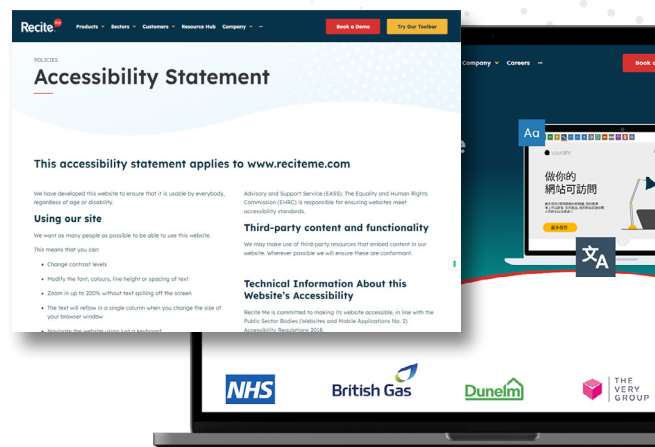 Recite me
Products Sectors Customers Resource Hub Company Book a Demo Try Our Toolbar
POLICIES
Accessibility Statement
This accessibility statement applies to www.reciteme.com
We have developed this website to ensure that it is usable by everybody,
regardless of age or disability.
Using our site
We want as many people as possible to be able to use this website.
This means that you can:
• Change contrast levels
• Modify the font, colours, line height or spacing of text
• Zoom in up to 200% without text spilling off the screen
• The text will reflow in a single column when you change the size of
your browser window
• Navigate the website using just a keyboard
Advisory and Support Service (EASS). The Equality and Human Rights
Commission (EHRC) is responsible for ensuring websites meet
accessibility standards.
Third-party content and functionality
We may make use of third-party resources that embed content in our
website. Wherever possible we will ensure these are conformant.
Technical Information About this
Website's Accessibility
Recite Me is committed to making its website accessible, in line with the
Public Sector Bodies (Websites and Mobile Applications No. 2)
Accessibility Regulations 2018.
Company Careers Book a
Aa
做你的
網站可訪問
文A
NHS
British Gas
Dunelm
THE
VERY
GROUP